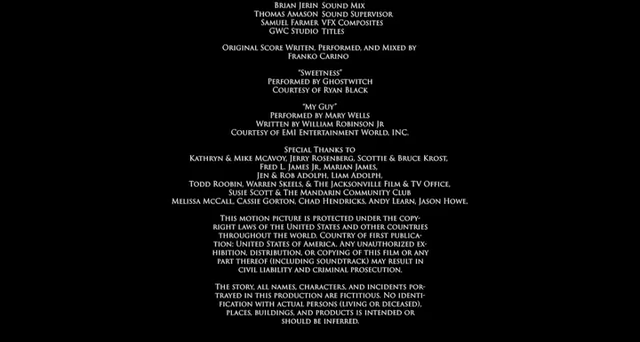 Brian Jerin Sound Mix
Thomas Amason Sound Supervisor
Samuel Farmer VFX Composites
GWC Studio Titles
Original Score Writen, Performed, and Mixed by
Franko Carino
"Sweetness"
Performed by Ghostwitch
Courtesy of Ryan Black
"My Guy"
Performed by Mary Wells
Written by William Robinson Jr
Courtesy of EMI Entertainment World, INC.
Special Thanks to
Kathryn & Mike McAvoy, Jerry Rosenberg, Scottie & Bruce Krost,
Fred L. James Jr., Marian James,
Jen & Rob Adolph, Liam Adolph,
Todd Roobin, Warren Skeels, & The Jacksonville Film & TV Office,
Susie Scott & The Mandarin Community Club
Melissa McCall, Cassie Gorton, Chad Hendricks, Andy Learn, Jason Howe,
This motion picture is protected under the copy-
right laws of the United States and other countries
throughout the world. Country of first publica-
tion: United States of America. Any unauthorized ex-
hibition, distribution, or copying of this film or any
part thereof (including soundtrack) may result in
civil liability and criminal prosecution.
The story, all names, characters, and incidents por-
trayed in this production are fictitious. No identi-
fication with actual persons (living or deceased),
places, buildings, and products is intended or
should be inferred.